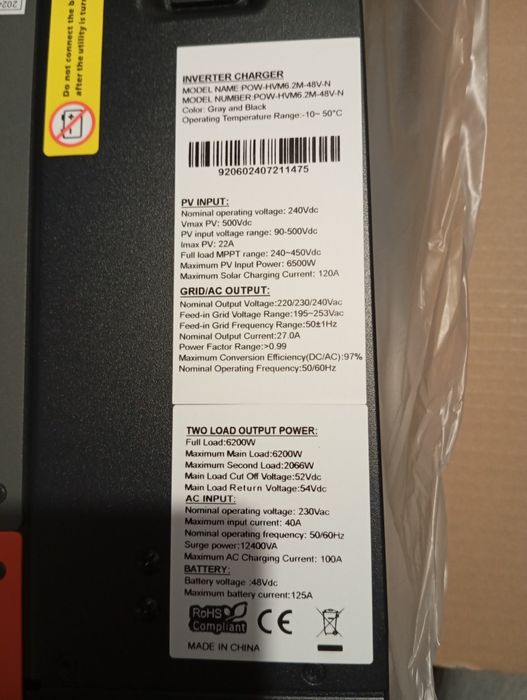 202
Do not connect the b
after the utility is tur
INVERTER CHARGER
MODEL NAME:POW-HVM6.2M-48V-N
MODEL NUMBER:POW-HVM6.2M-48V-N
Color: Gray and Black
Operating Temperature Range:-10~ 50°C
920602407211475
PV INPUT:
Nominal operating voltage: 240Vdc
Vmax PV: 500Vdc
PV input voltage range: 90-500Vdc
Imax PV: 22A
Full load MPPT range: 240~450Vdc
Maximum PV Input Power: 6500W
Maximum Solar Charging Current: 120A
GRID/AC OUTPUT:
Nominal Output Voltage:220/230/240Vac
Feed-in Grid Voltage Range:195~253Vac
Feed-in Grid Frequency Range:50±1Hz
Nominal Output Current:27.0A
Power Factor Range:>0.99
Maximum Conversion Efficiency(DC/AC):97%
Nominal Operating Frequency:50/60Hz
TWO LOAD OUTPUT POWER:
Full Load:6200W
Maximum Main Load:6200W
Maximum Second Load:2066W
Main Load Cut Off Voltage:52Vdc
Main Load Return Voltage:54Vdc
AC INPUT:
Nominal operating voltage: 230Vac
Maximum input current: 40A
Nominal operating frequency: 50/60Hz
Surge power:12400VA
Maximum AC Charging Current: 100A
BATTERY:
Battery voltage :48Vdc
Maximum battery current:125A
RoHS
Compliant
CE
MADE IN CHINA